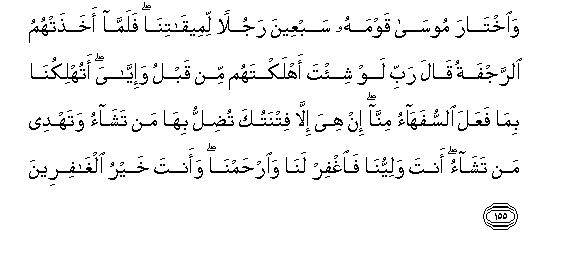 وَٱخْتَارَ مُوسَىٰ قَوْمَهُۥ سَبْعِينَ رَجُلًا لِّمِيقَـٰتِنَا ۖ فَلَمَّآ أَخَذَتْهُمُ
ٱلرَّجْفَةُ قَالَ رَبِّ لَوْ شِئْتَ أَهْلَكْتَهُم مِّن قَبْلُ وَإِيَّـٰىَ ۖ أَتُهْلِكُنَا
بِمَا فَعَلَ ٱلسُّفَهَآءُ مِنَّآ ۖ إِنْ هِىَ إِلَّا فِتْنَتُكَ تُضِلُّ بِهَا مَن تَشَآءُ وَتَهْدِى
مَن تَشَآءُ ۖ أَنتَ وَلِيُّنَا فَٱغْفِرْ لَنَا وَٱرْحَمْنَا ۖ وَأَنتَ خَيْرُ ٱلْغَـٰفِرِينَ
١٥٥